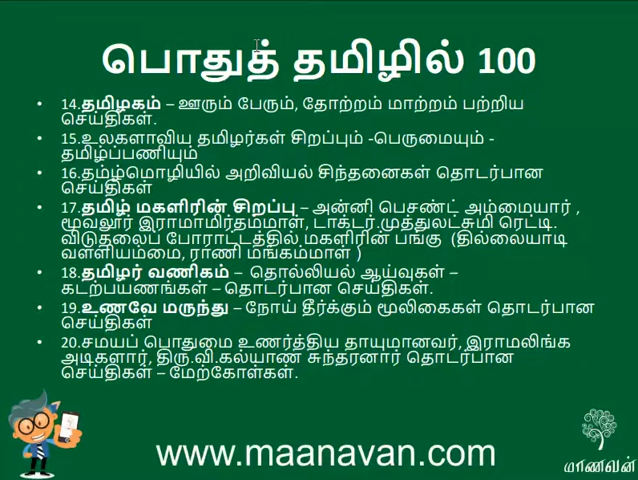 பொதுத் தமிழில் 100
• 14.தமிழகம் – ஊரும் பேரும், தோற்றம் மாற்றம் பற்றிய
செய்திகள்.
• 15.உலகளாவிய தமிழர்கள் சிறப்பும் -பெருமையும் -
தமிழ்ப்பணியும்
• 16.தமிழ்மொழியில் அறிவியல் சிந்தனைகள் தொடர்பான
செய்திகள்
• 17.தமிழ் மகளிரின் சிறப்பு – அன்னி பெசண்ட் அம்மையார் ,
மூவலூர் இராமாமிர்தம்மாள், டாக்டர்.முத்துலட்சுமி ரெட்டி.
விடுதலைப் போராட்டத்தில் மகளிரின் பங்கு (தில்லையாடி
வள்ளியம்மை, ராணி மங்கம்மாள் )
• 18.தமிழர் வணிகம் – தொல்லியல் ஆய்வுகள் –
கடற்பயணங்கள் – தொடர்பான செய்திகள்.
• 19.உணவே மருந்து – நோய் தீர்க்கும் மூலிகைகள் தொடர்பான
செய்திகள்
• 20.சமயப் பொதுமை உணர்த்திய தாயுமானவர், இராமலிங்க
அடிகளார், திரு.வி.கல்யாண சுந்தரனார் தொடர்பான
செய்திகள் – மேற்கோள்கள்.
www.maanavan.com
மாணவன்